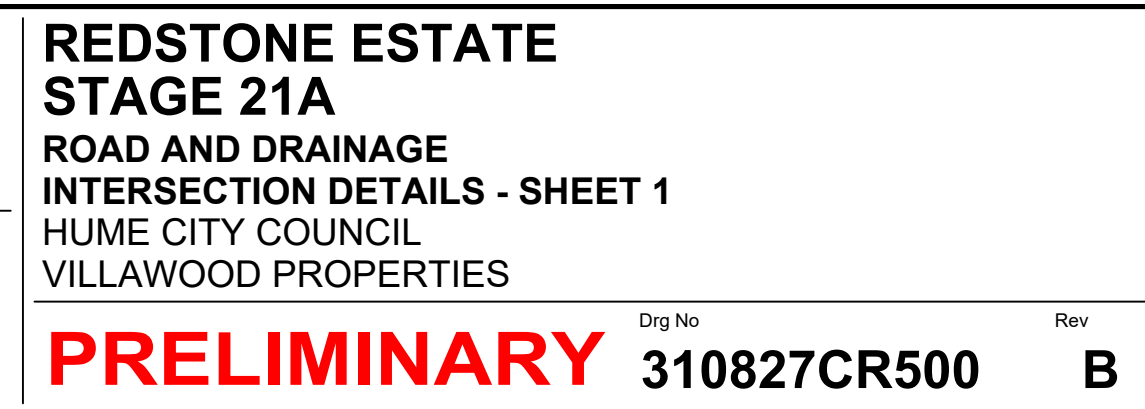 REDSTONE ESTATE
STAGE 21A
ROAD AND DRAINAGE
INTERSECTION DETAILS - SHEET 1
HUME CITY COUNCIL
VILLAWOOD PROPERTIES
PRELIMINARY
Drg No
310827CR500
Rev
B